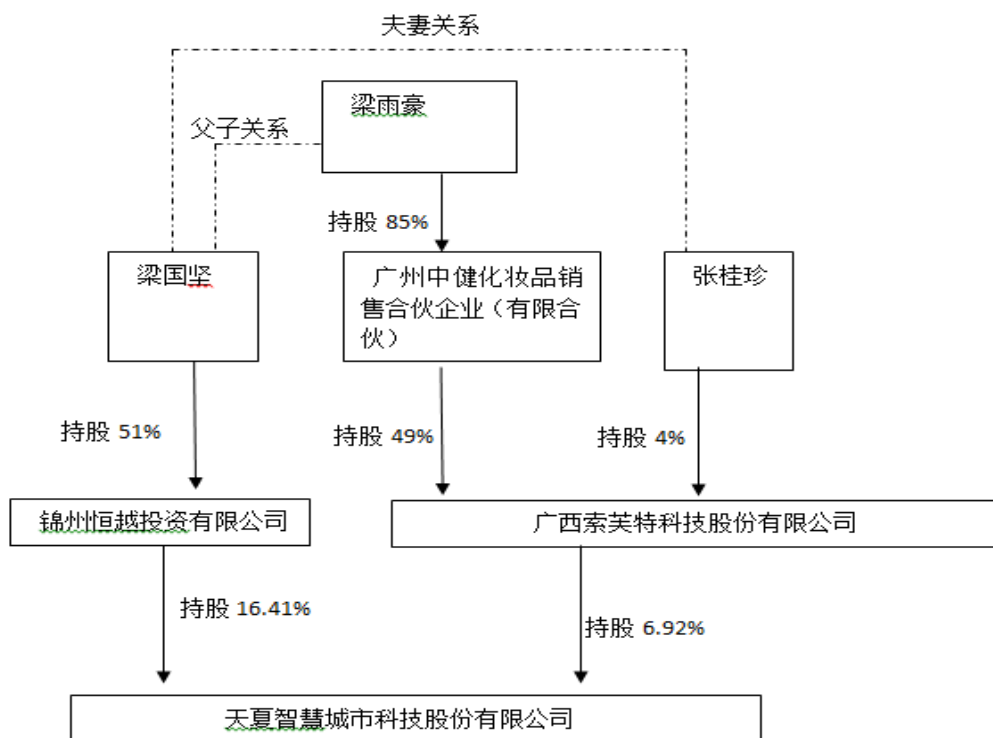 夫妻关系
梁雨豪
父子关系
持股 85%
梁国坚
广州中健化妆品销
售合伙企业（有限合
伙）
张桂珍
持股 51%
持股 49%
持股 4%
锦州恒越投资有限公司
广西索芙特科技股份有限公司
持股 16.41%
持股 6.92%
天夏智慧城市科技股份有限公司